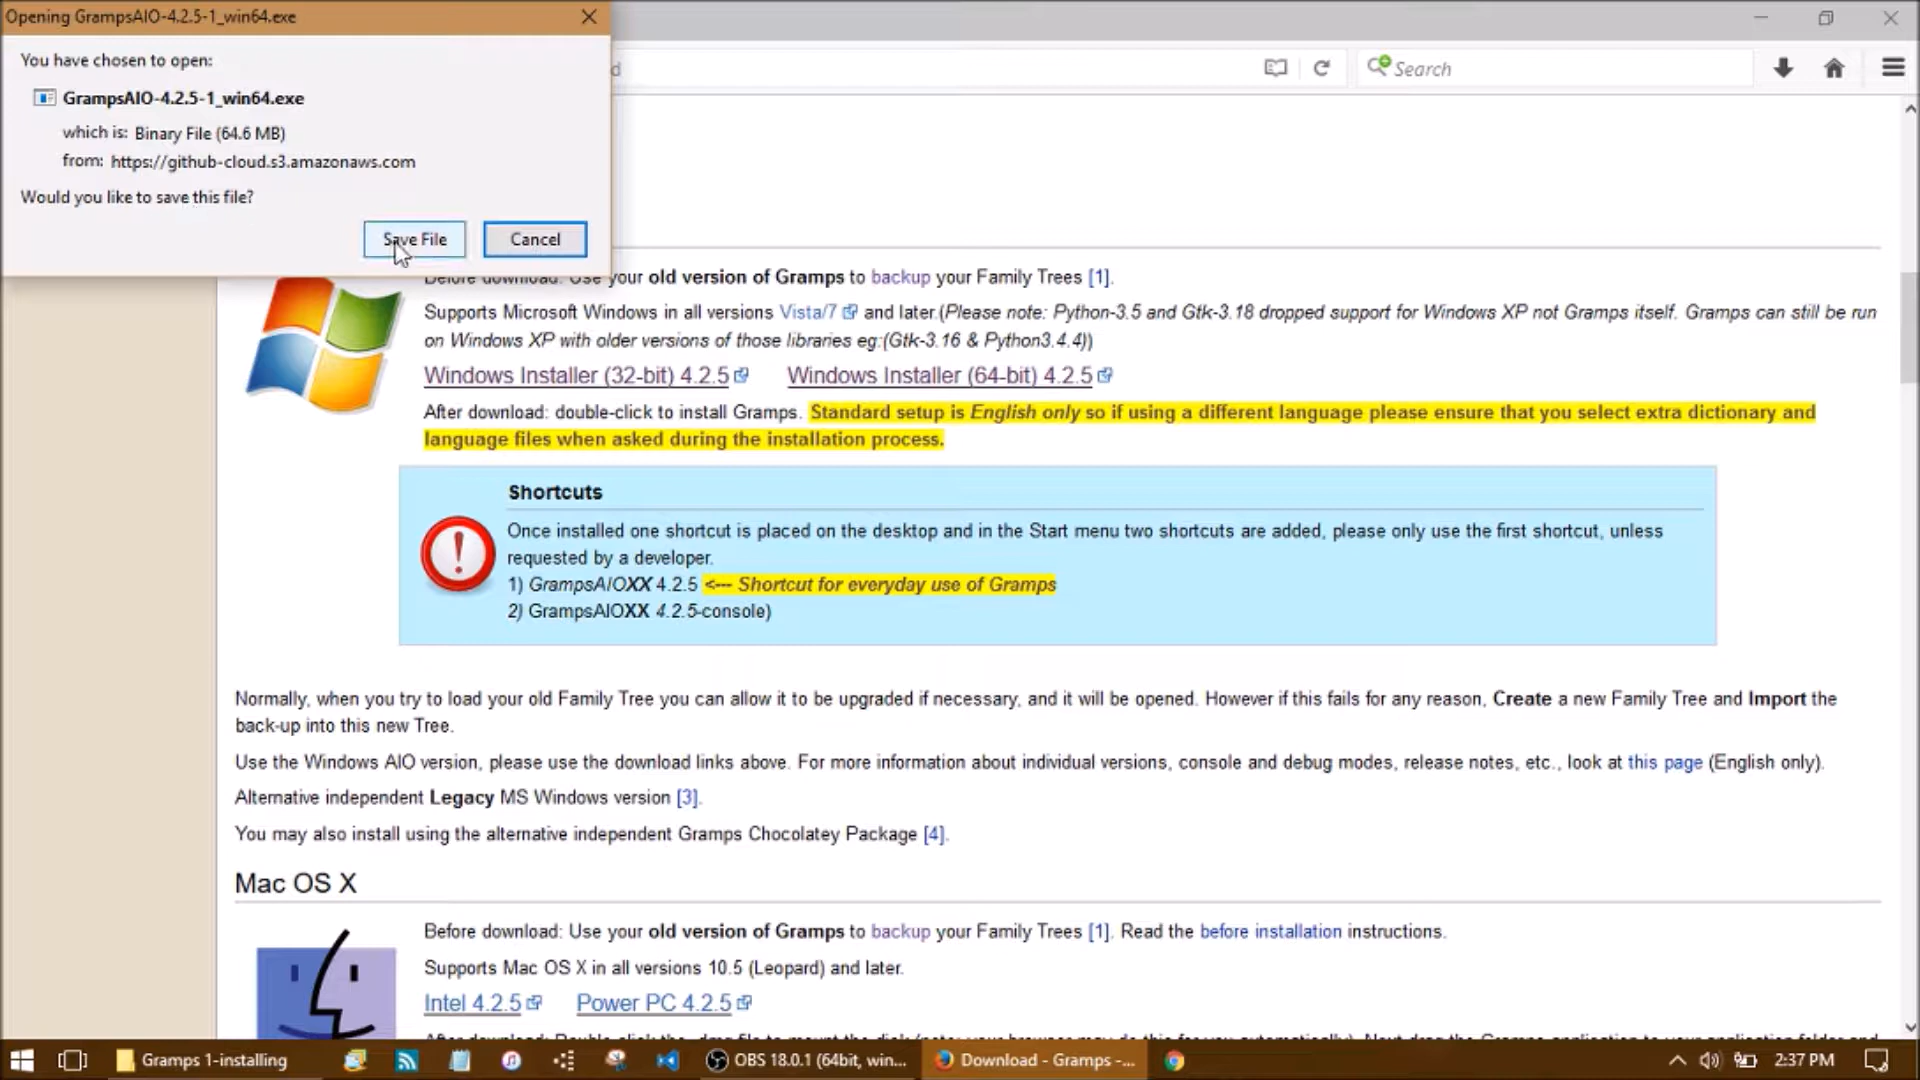 Opening GrampsAIO-4.2.5-1_win64.exe
You have chosen to open:
GrampsAIO-4.2.5-1_win64.exe
which is: Binary File (64.6 MB)
from: https://github-cloud.s3.amazonaws.com
Would you like to save this file?
Save File Cancel
Search
Before download: Use your old version of Gramps to backup your Family Trees [1].
Supports Microsoft Windows in all versions Vista/7 and later.(Please note: Python-3.5 and Gtk-3.18 dropped support for Windows XP not Gramps itself. Gramps can still be run
on Windows XP with older versions of those libraries eg:(Gtk-3.16 & Python3.4.4))
Windows Installer (32-bit) 4.2.5 Windows Installer (64-bit) 4.2.5
After download: double-click to install Gramps. Standard setup is English only so if using a different language please ensure that you select extra dictionary and
language files when asked during the installation process.
Shortcuts
Once installed one shortcut is placed on the desktop and in the Start menu two shortcuts are added, please only use the first shortcut, unless
requested by a developer.
1) GrampsAIOXX 4.2.5 <--- Shortcut for everyday use of Gramps
2) GrampsAIOXX 4.2.5-console)
Normally, when you try to load your old Family Tree you can allow it to be upgraded if necessary, and it will be opened. However if this fails for any reason, Create a new Family Tree and Import the
back-up into this new Tree.
Use the Windows AIO version, please use the download links above. For more information about individual versions, console and debug modes, release notes, etc., look at this page (English only).
Alternative independent Legacy MS Windows version [3].
You may also install using the alternative independent Gramps Chocolatey Package [4].
Mac OS X
Before download: Use your old version of Gramps to backup your Family Trees [1]. Read the before installation instructions.
Supports Mac OS X in all versions 10.5 (Leopard) and later.
Intel 4.2.5 Power PC 4.2.5
Gramps 1-installing OBS 18.0.1 (64bit, win... Download - Gramps -... 2:37 PM